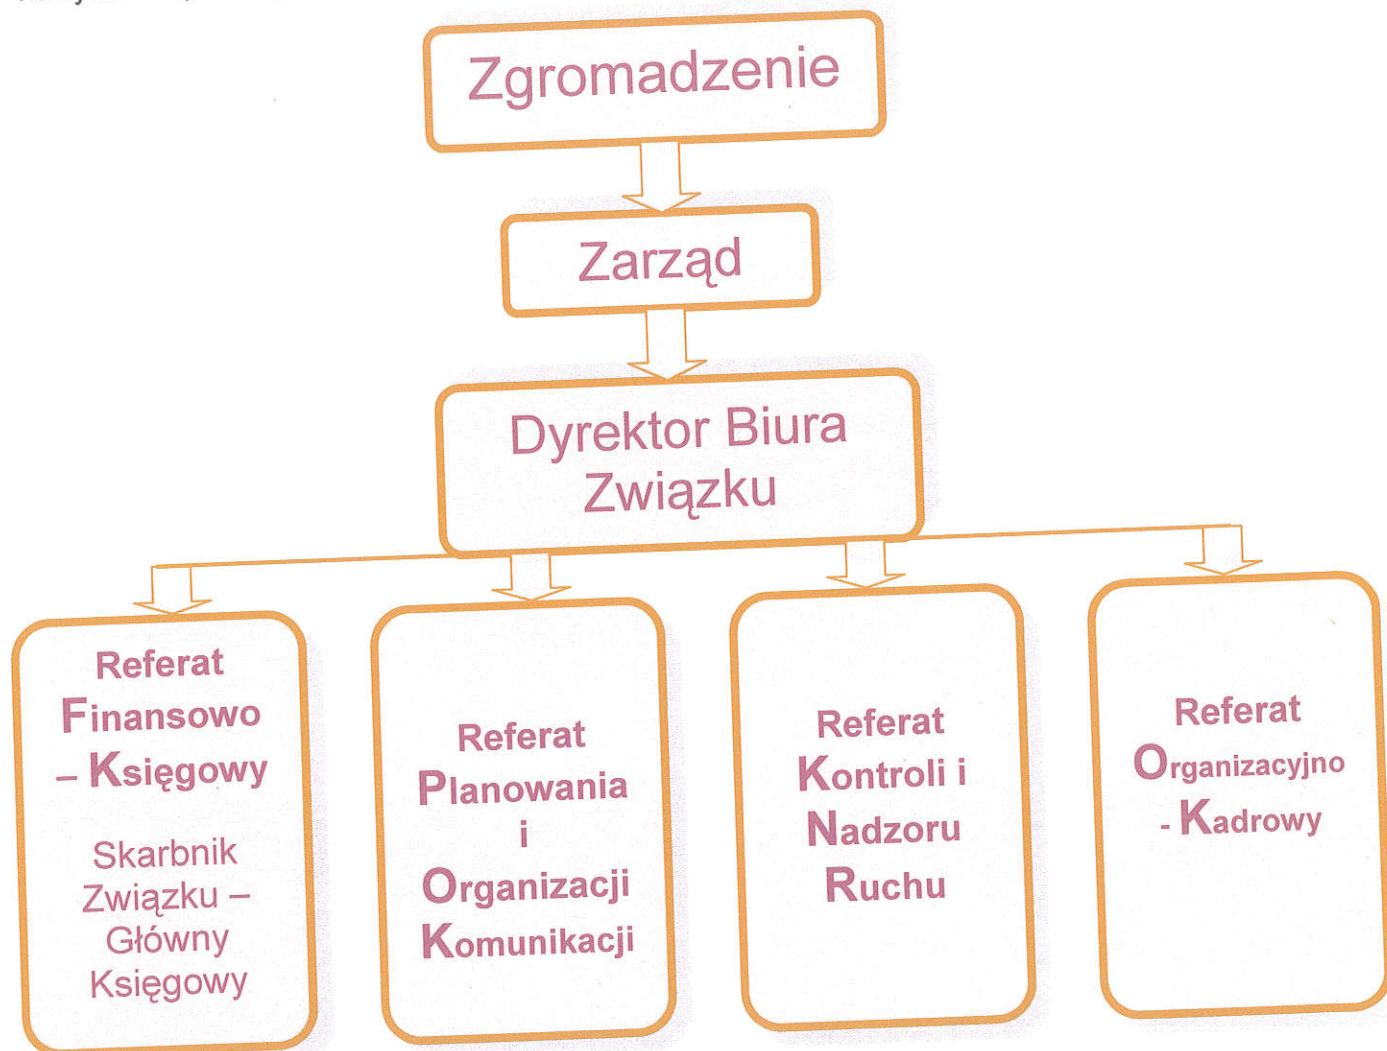 Zgromadzenie
Zarząd
Dyrektor Biura
Związku
Referat
Finansowo
– Księgowy
Skarbnik
Związku –
Główny
Księgowy
Referat
Planowania
i
Organizacji
Komunikacji
Referat
Kontroli i
Nadzoru
Ruchu
Referat
Organizacyjno
- Kadrowy